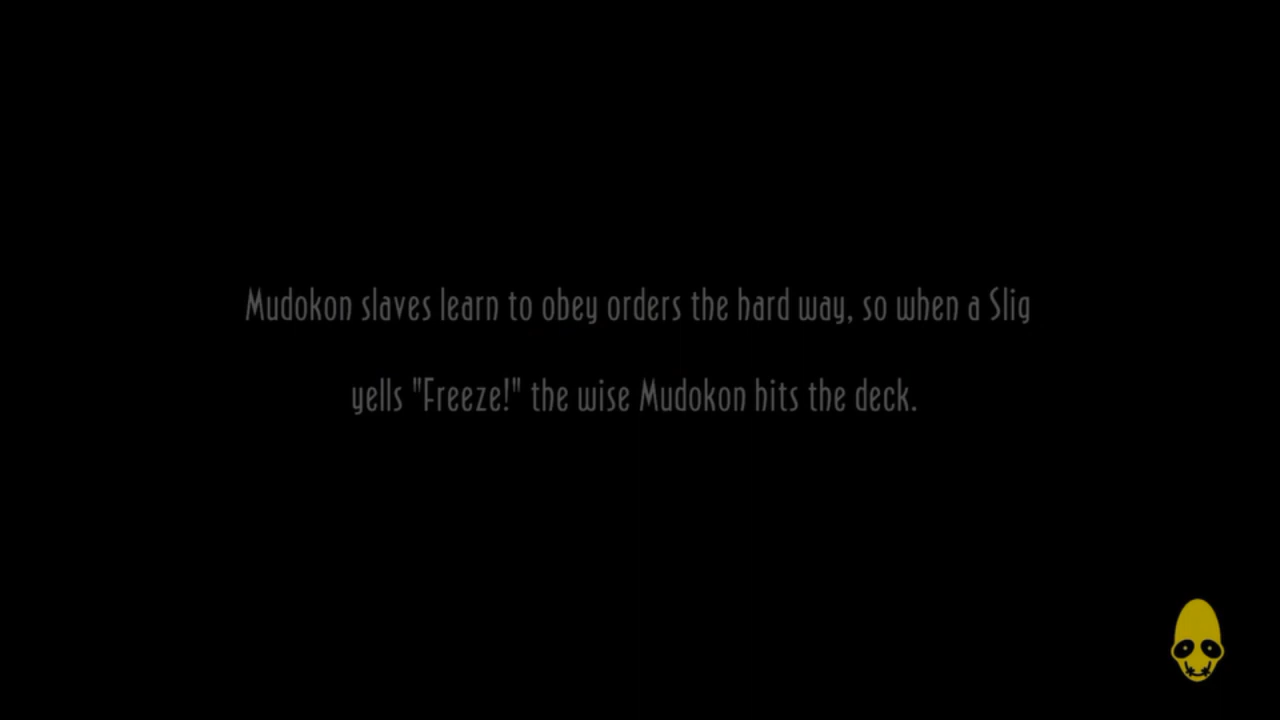 Mudokon slaves learn to obey orders the hard way, so when a Slig
yells "Freeze!" the wise Mudokon hits the deck.